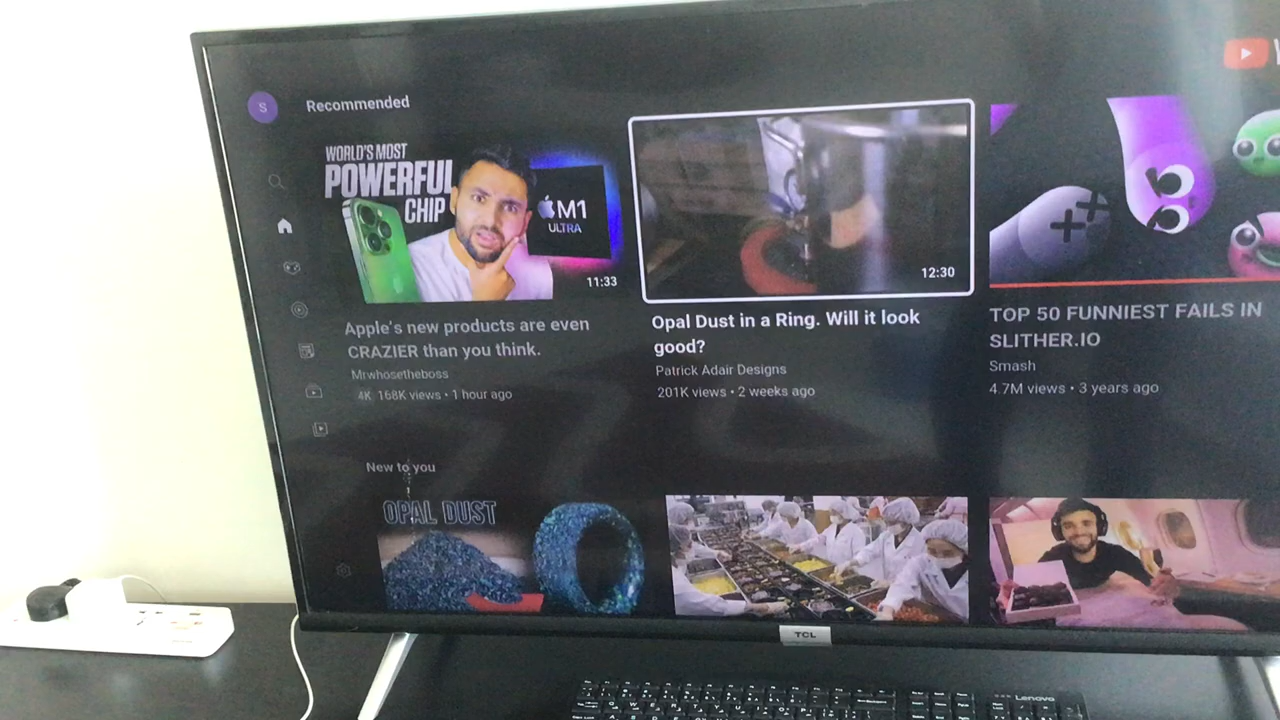 S
Recommended
WORLD'S MOST
POWERFUL
CHIP
M1
ULTRA
11:33
Apple's new products are even
CRAZIER than you think.
Mrwhosetheboss
4K 168K views • 1 hour ago
12:30
Opal Dust in a Ring. Will it look
good?
Patrick Adair Designs
201K views • 2 weeks ago
TOP 50 FUNNIEST FAILS IN
SLITHER.IO
Smash
4.7M views • 3 years ago
New to you
OPAL DUST
TCL
Lenovo